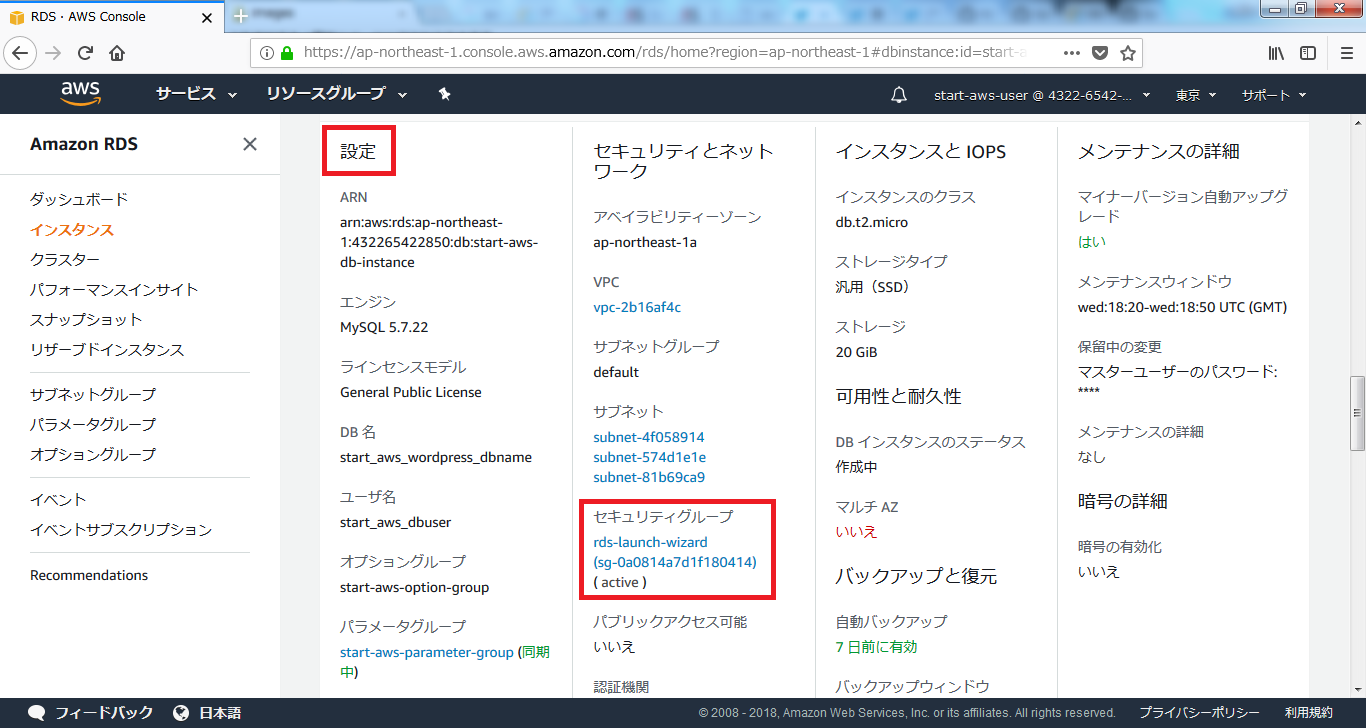 RDS · AWS Console
https://ap-northeast-1.console.aws.amazon.com/rds/home?region=ap-northeast-1#dbinstance:id=start-a
aws
サービス
リソースグループ
start-aws-user @ 4322-6542-...
東京
サポート
Amazon RDS
ダッシュボード
インスタンス
クラスター
パフォーマンスインサイト
スナップショット
リザーブドインスタンス
サブネットグループ
パラメータグループ
オプショングループ
イベント
イベントサブスクリプション
Recommendations
設定
ARN
arn:aws:rds:ap-northeast-
1:432265422850:db:start-aws-
db-instance
エンジン
MySQL 5.7.22
ラインセンスモデル
General Public License
DB 名
start_aws_wordpress_dbname
ユーザ名
start_aws_dbuser
オプショングループ
start-aws-option-group
パラメータグループ
start-aws-parameter-group (同期
中)
セキュリティとネット
ワーク
アベイラビリティーゾーン
ap-northeast-1a
VPC
vpc-2b16af4c
サブネットグループ
default
サブネット
subnet-4f058914
subnet-574d1e1e
subnet-81b69ca9
セキュリティグループ
rds-launch-wizard
(sg-0a0814a7d1f180414)
( active )
パブリックアクセス可能
いいえ
認証機関
インスタンスと IOPS
インスタンスのクラス
db.t2.micro
ストレージタイプ
汎用（SSD）
ストレージ
20 GiB
可用性と耐久性
DB インスタンスのステータス
作成中
マルチ AZ
いいえ
バックアップと復元
自動バックアップ
7 日前に有効
バックアップウィンドウ
メンテナンスの詳細
マイナーバージョン自動アップグ
レード
はい
メンテナンスウィンドウ
wed:18:20-wed:18:50 UTC (GMT)
保留中の変更
マスターユーザーのパスワード:
****
メンテナンスの詳細
なし
暗号の詳細
暗号の有効化
いいえ
フィードバック
日本語
© 2008 - 2018, Amazon Web Services, Inc. or its affiliates. All rights reserved.
プライバシーポリシー
利用規約